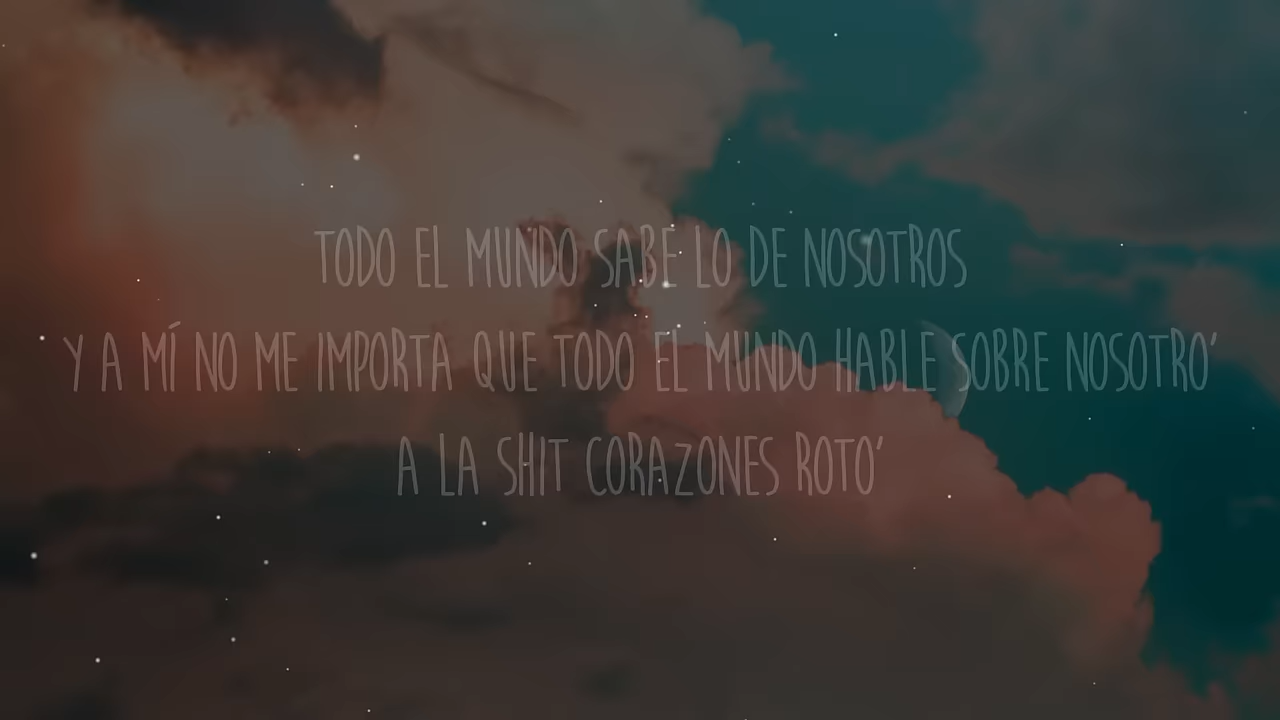 TODO EL MUNDO SABE LO DE NOSOTROS
Y A MÍ NO ME IMPORTA QUE TODO EL MUNDO HABLE SOBRE NOSOTRO'
A LA SHIT CORAZONES ROTO'